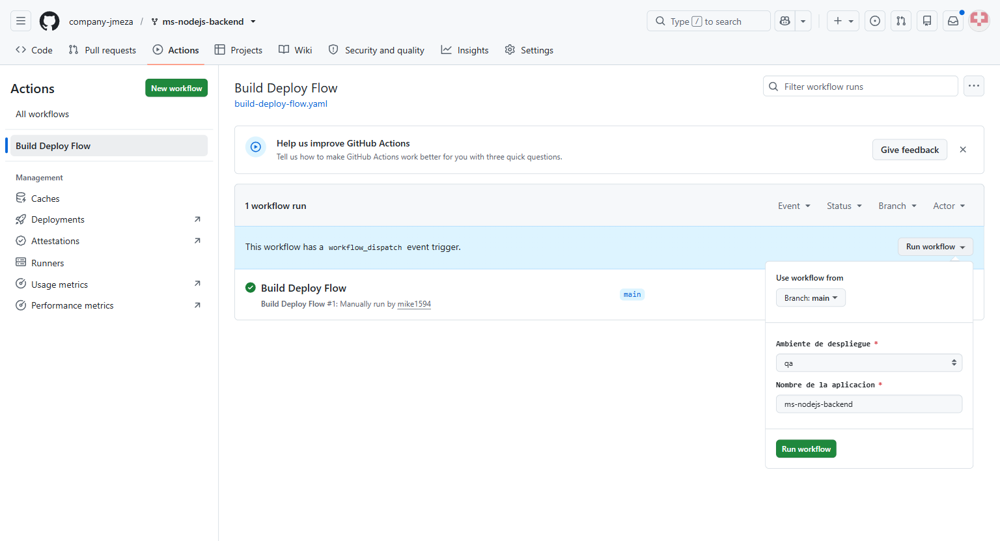 company-jmeza / ms-nodejs-backend
Type / to search
Code
Pull requests
Actions
Projects
Wiki
Security and quality
Insights
Settings
Actions
New workflow
All workflows
Build Deploy Flow
Management
Caches
Deployments
Attestations
Runners
Usage metrics
Performance metrics
Build Deploy Flow
build-deploy-flow.yaml
Filter workflow runs
Help us improve GitHub Actions
Tell us how to make GitHub Actions work better for you with three quick questions.
Give feedback
1 workflow run
Event
Status
Branch
Actor
This workflow has a workflow_dispatch event trigger.
Run workflow
Build Deploy Flow
Build Deploy Flow #1: Manually run by mike1594
main
Use workflow from
Branch: main
Ambiente de despliegue *
qa
Nombre de la aplicacion *
ms-nodejs-backend
Run workflow